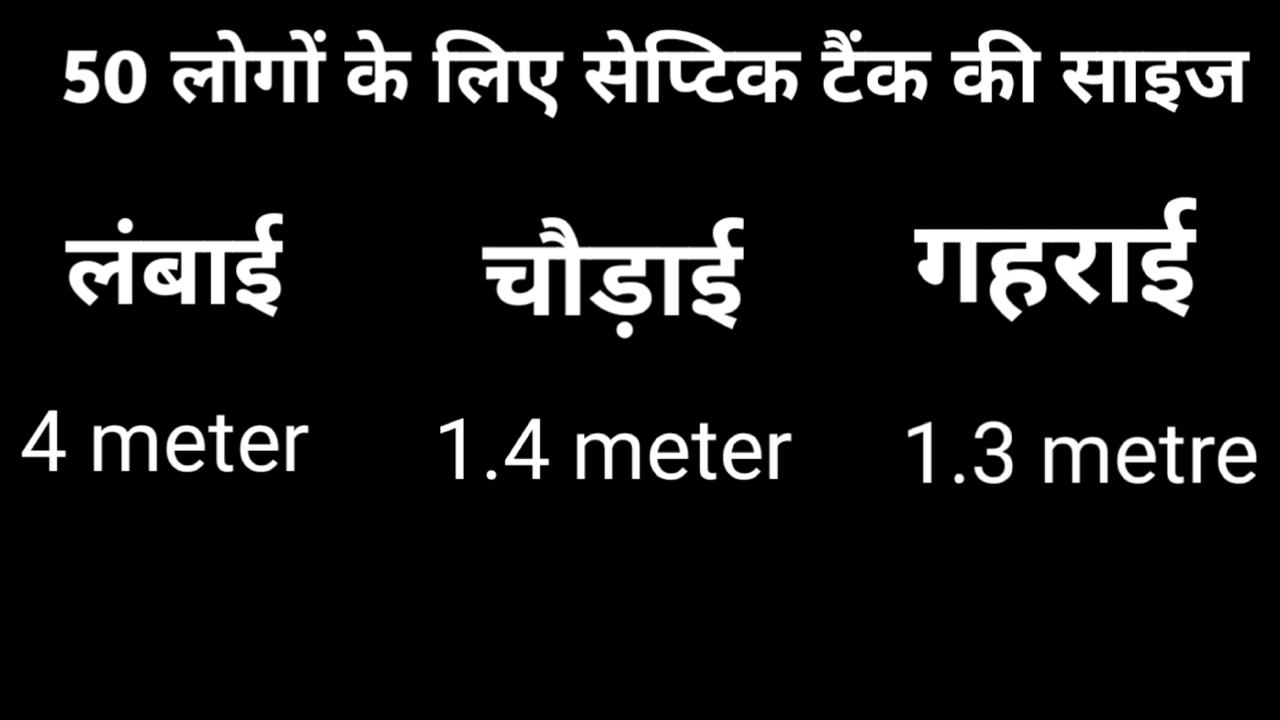 50 लोगों के लिए सेप्टिक टैंक की साइज
लंबाई चौड़ाई गहराई
4 meter 1.4 meter 1.3 metre